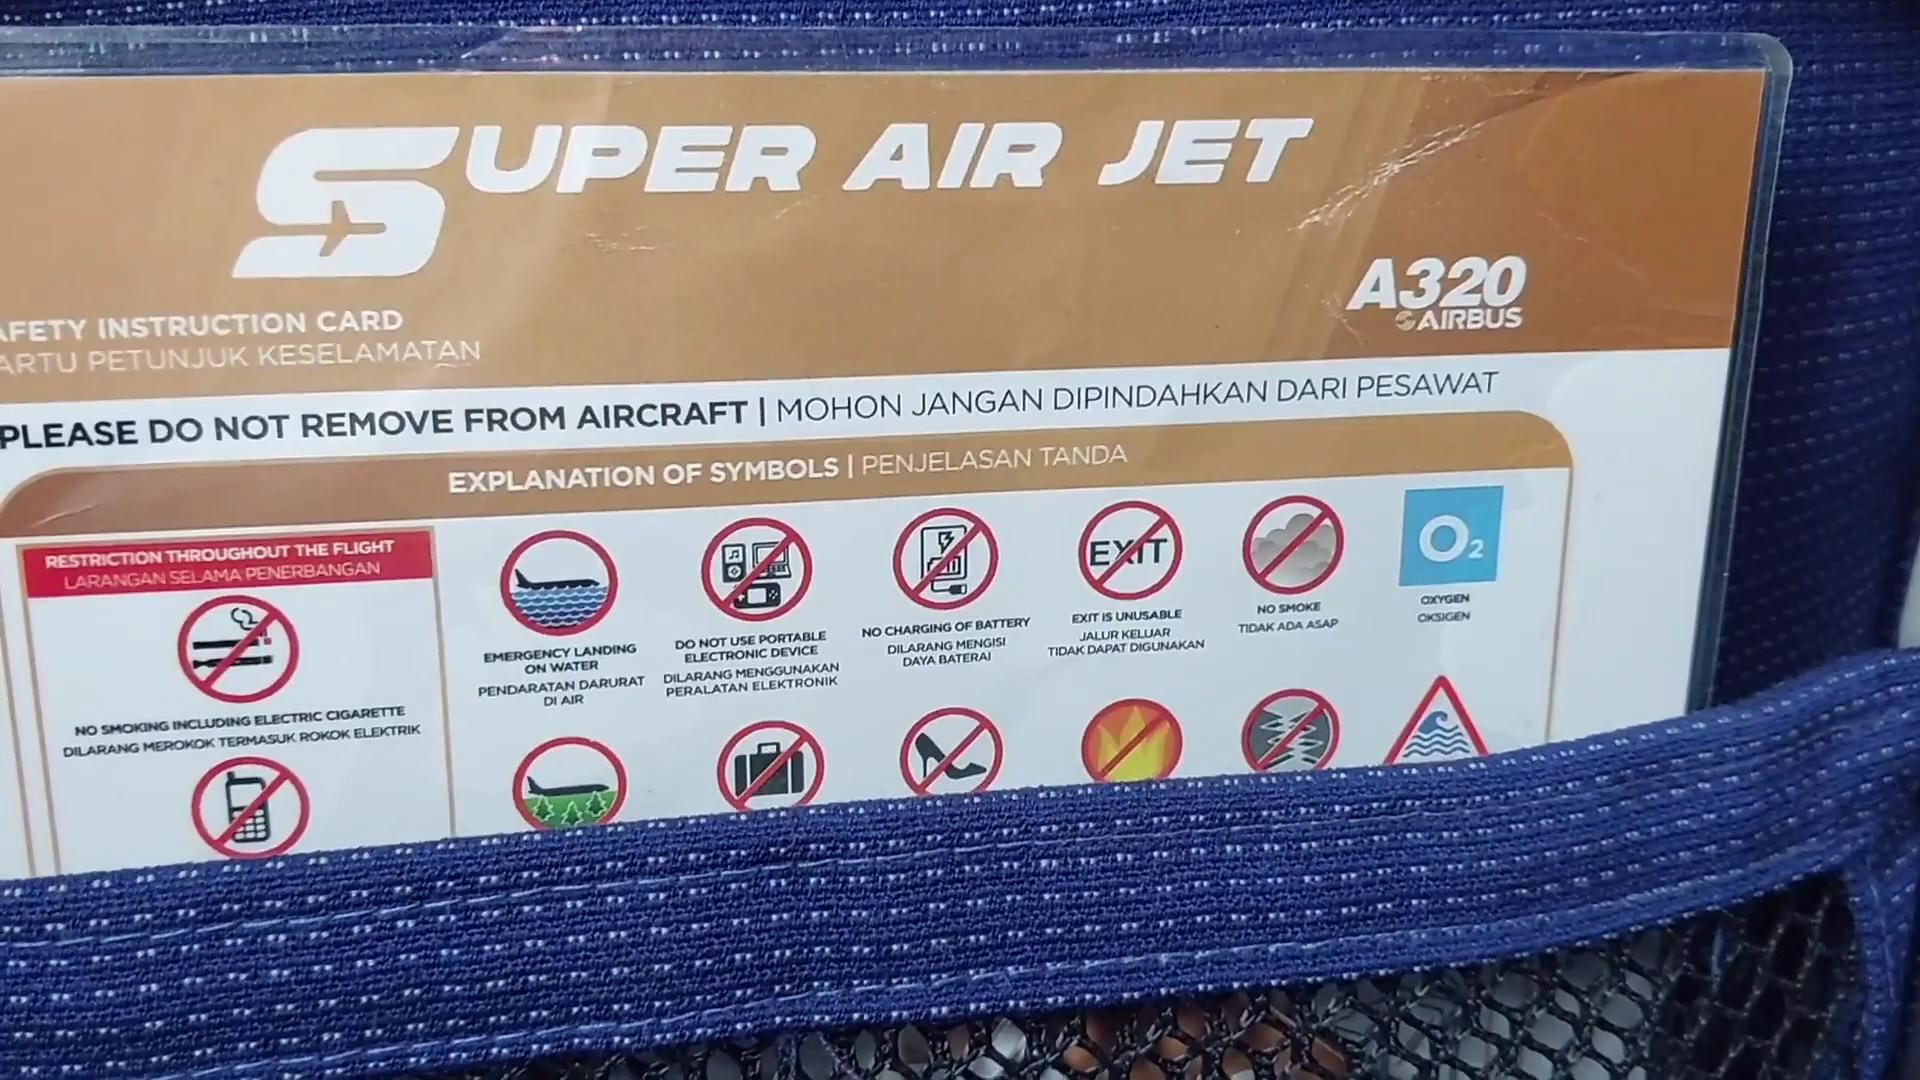 SUPER AIR JET
A320
AIRBUS
AFETY INSTRUCTION CARD
ARTU PETUNJUK KESELAMATAN
PLEASE DO NOT REMOVE FROM AIRCRAFT | MOHON JANGAN DIPINDAHKAN DARI PESAWAT
EXPLANATION OF SYMBOLS | PENJELASAN TANDA
RESTRICTION THROUGHOUT THE FLIGHT
LARANGAN SELAMA PENERBANGAN
NO SMOKING INCLUDING ELECTRIC CIGARETTE
DILARANG MEROKOK TERMASUK ROKOK ELEKTRIK
EMERGENCY LANDING
ON WATER
PENDARATAN DARURAT
DI AIR
DO NOT USE PORTABLE
ELECTRONIC DEVICE
DILARANG MENGGUNAKAN
PERALATAN ELEKTRONIK
NO CHARGING OF BATTERY
DILARANG MENGISI
DAYA BATERAI
EXIT
EXIT IS UNUSABLE
JALUR KELUAR
TIDAK DAPAT DIGUNAKAN
NO SMOKE
TIDAK ADA ASAP
O2
OXYGEN
OKSIGEN